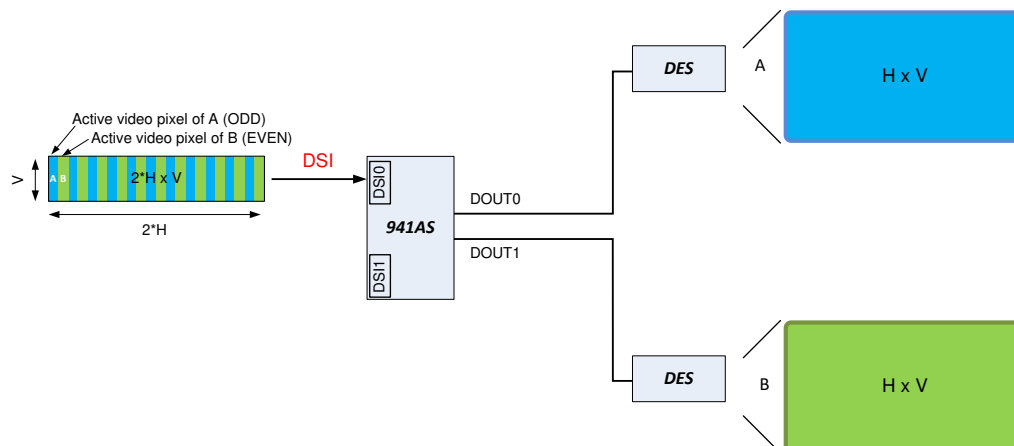 Active video pixel of A (ODD)
Active video pixel of B (EVEN)
V
A
B
2*H x V
2*H
DSI
DSI0
941AS
DSI1
DOUT0
DOUT1
DES
A
H x V
DES
B
H x V